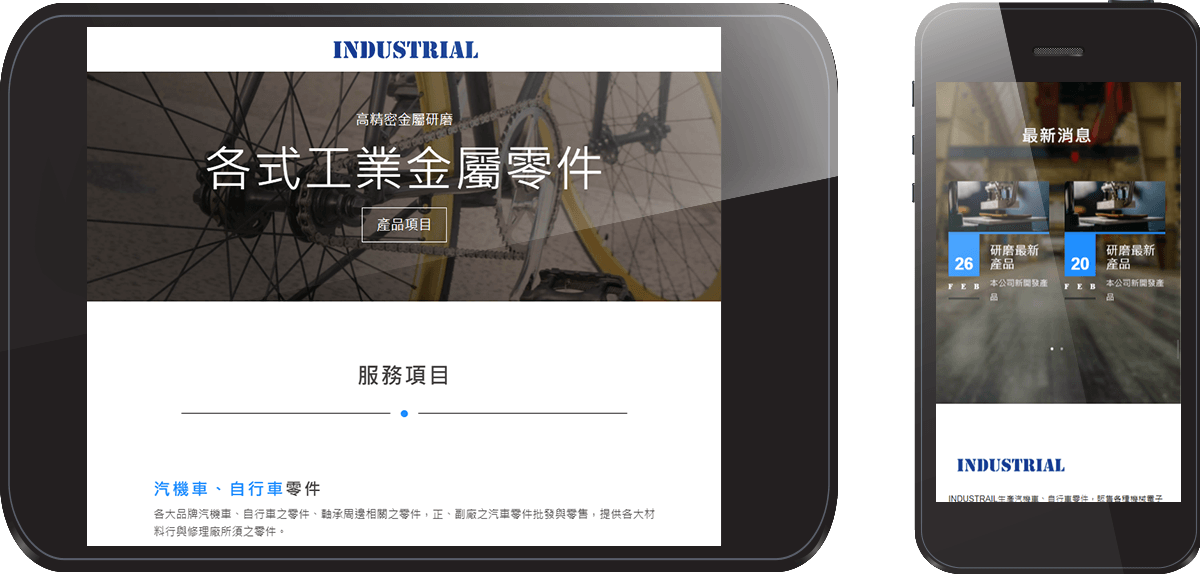 INDUSTRIAL
高精密金屬研磨
各式工業金屬零件
產品項目
服務項目
汽機車、自行車零件
各大品牌汽機車、自行車之零件、軸承周邊相關之零件，正、副廠之汽車零件批發與零售，提供各大材
料行與修理廠所須之零件。
最新消息
26
FEB
研磨最新
產品
本公司新開發產
品
20
FEB
研磨最新
產品
本公司新開發產
品
INDUSTRIAL
INDUSTRAIL生產汽機車、自行車零件，販售各種機械電子